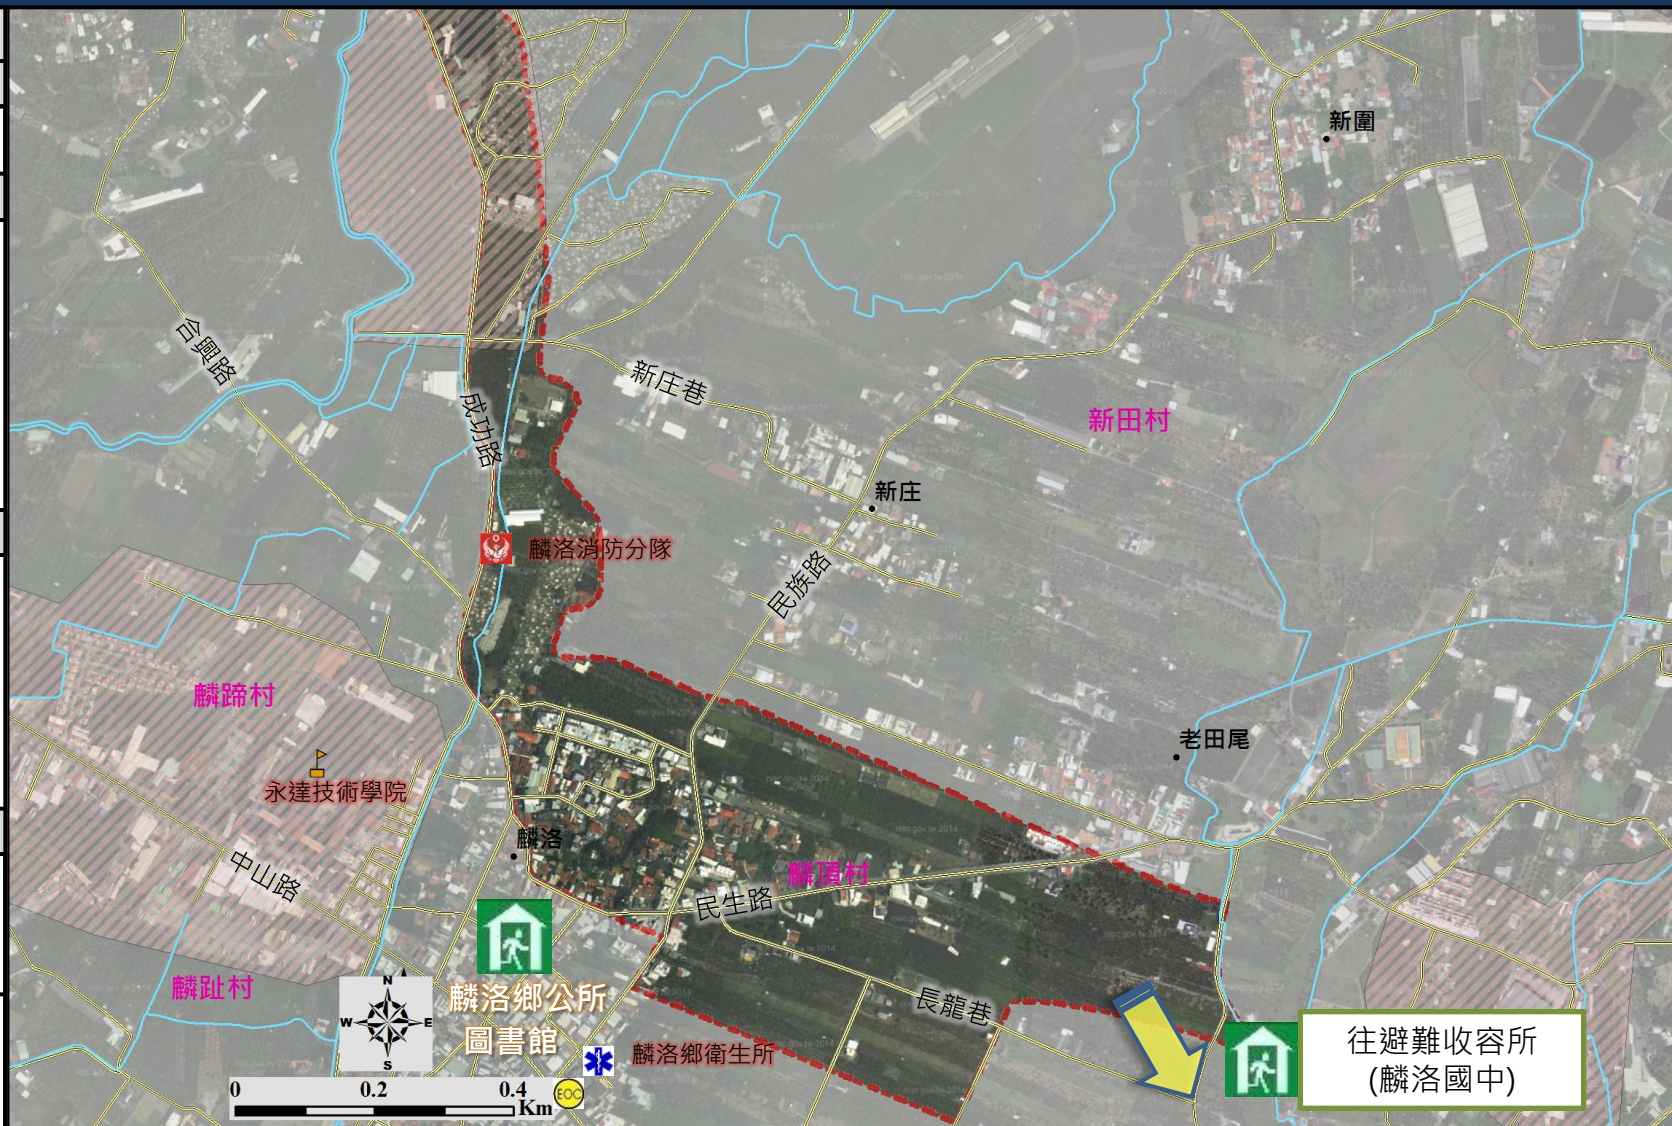 新圍
合興路
新庄巷
成功路
新田村
新庄
麟洛消防分隊
民族路
麟蹄村
老田尾
永達技術學院
麟洛
中山路
麟頂村
民生路
麟趾村
N
W
E
S
麟洛鄉公所
圖書館
長龍巷
麟洛鄉衛生所
往避難收容所
(麟洛國中)
0 0.2 0.4
Km
EOC